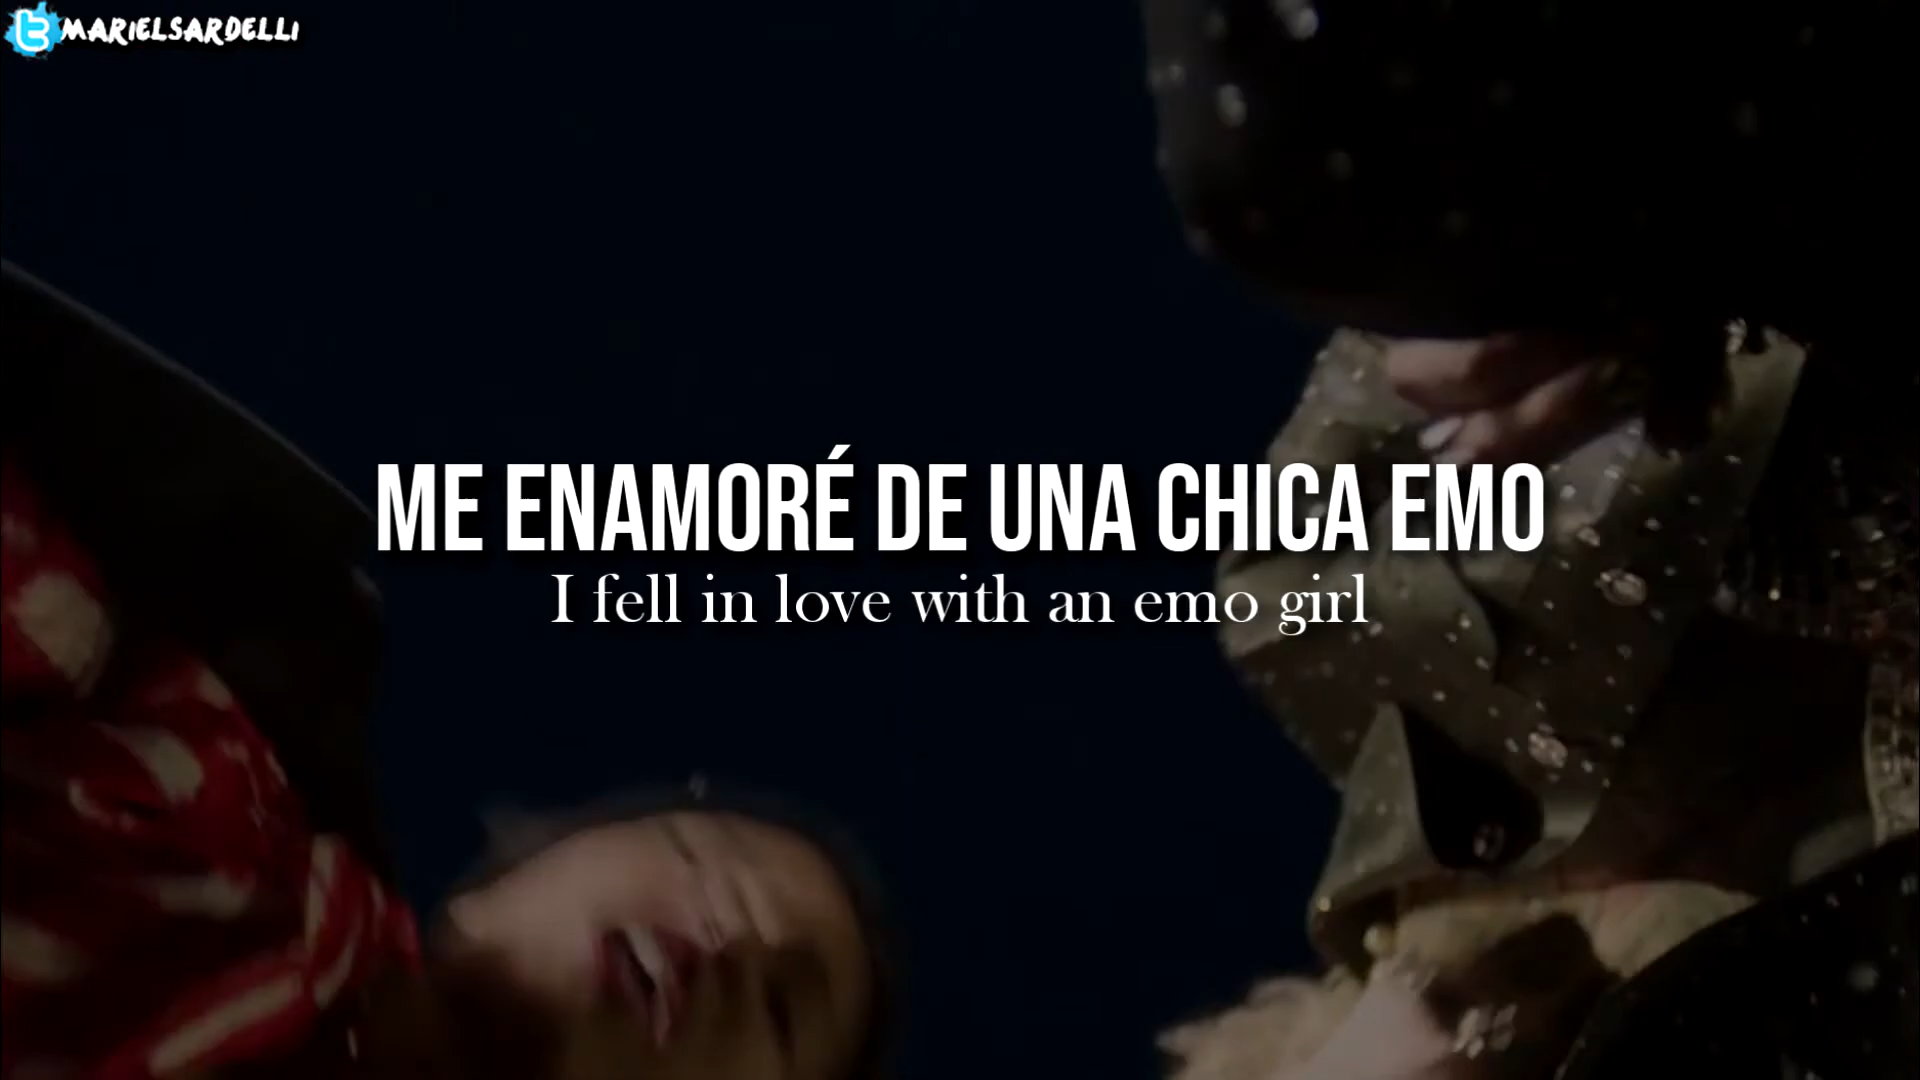 MARIELSARDELLI
ME ENAMORÉ DE UNA CHICA EMO
I fell in love with an emo girl